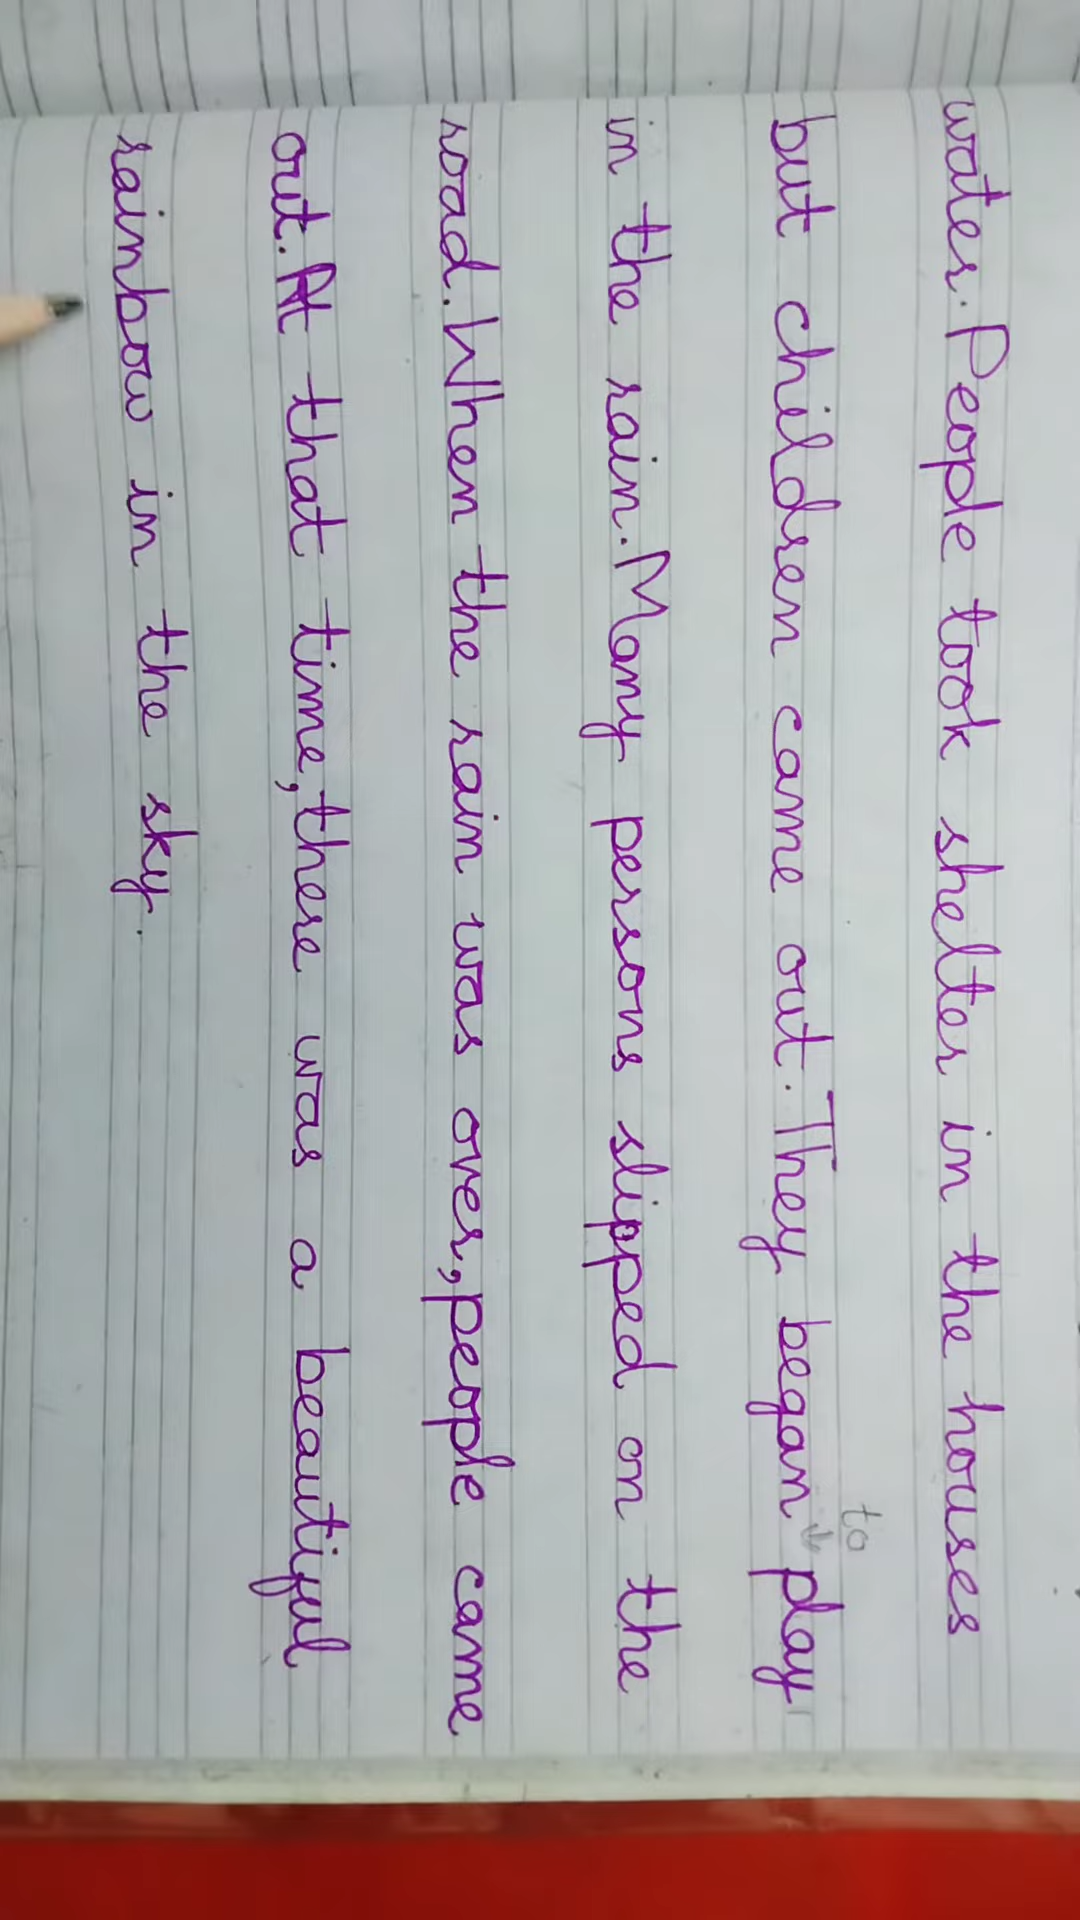 water. People took shelter in the houses
but children came out. They began to play
in the rain. Many persons slipped on the
road. When the rain was over, people came
out. At that time, there was a beautiful
rainbow in the sky.